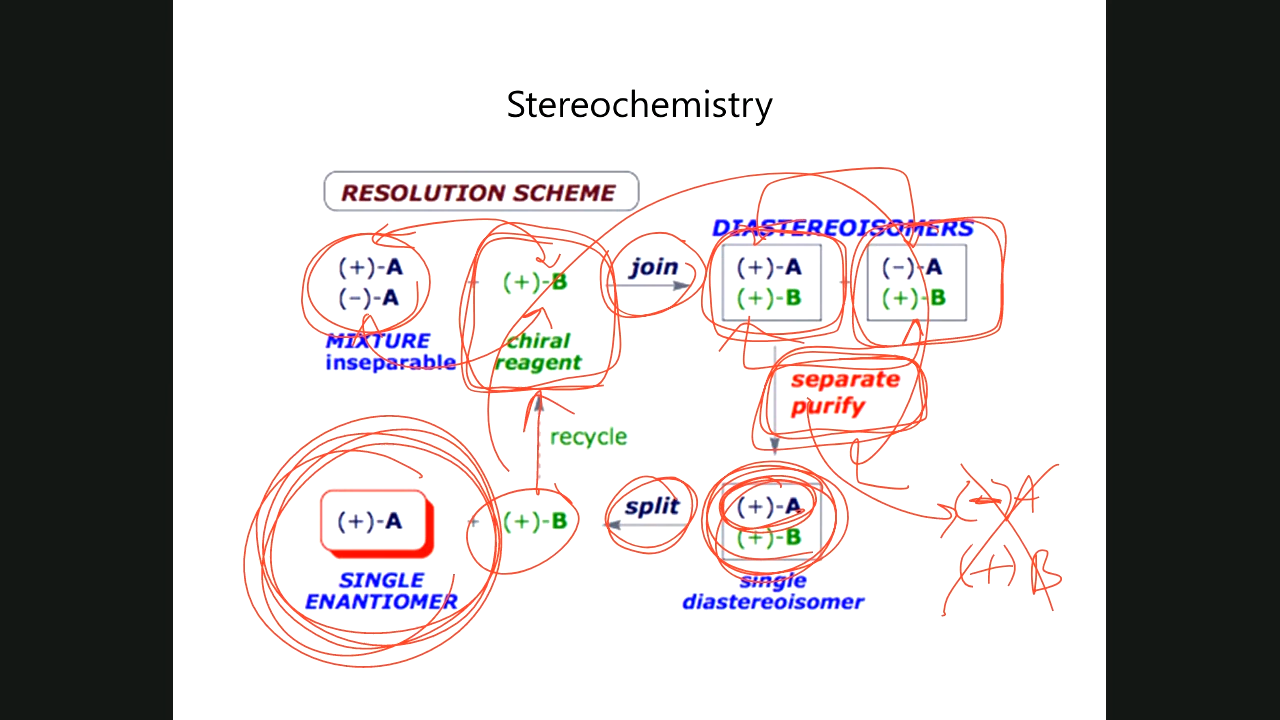 Stereochemistry
RESOLUTION SCHEME
DIASTEREOISOMERS
(+)-A
(−)-A
+
(+)-B
join
(+)-A
(+)-B
+
(−)-A
(+)-B
MIXTURE
inseparable
chiral
reagent
separate
purify
recycle
(+)-A
+
(+)-B
split
(+)-A
(+)-B
SINGLE
ENANTIOMER
single
diastereoisomer
(-) A
(+) B